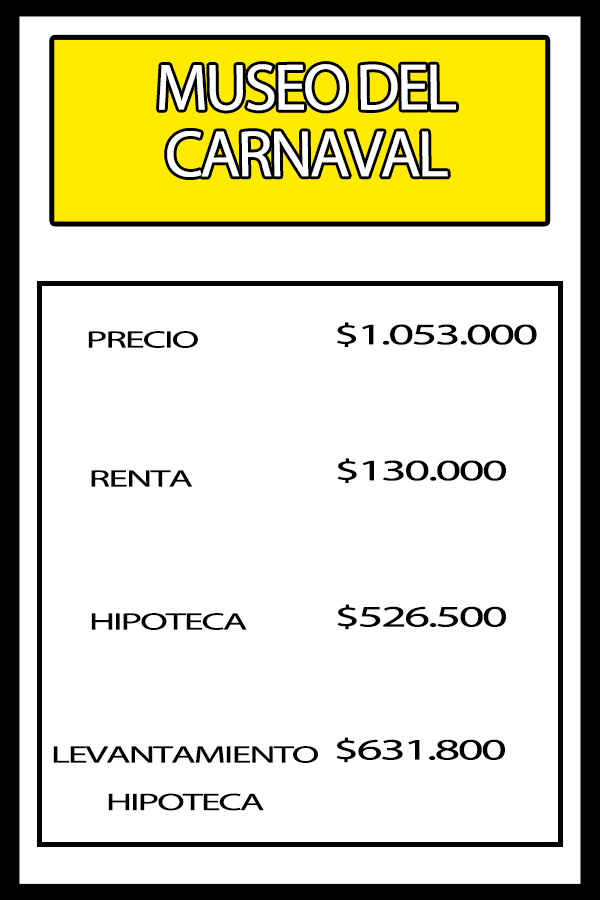 MUSEO DEL
CARNAVAL
PRECIO $1.053.000
RENTA $130.000
HIPOTECA $526.500
LEVANTAMIENTO $631.800
HIPOTECA